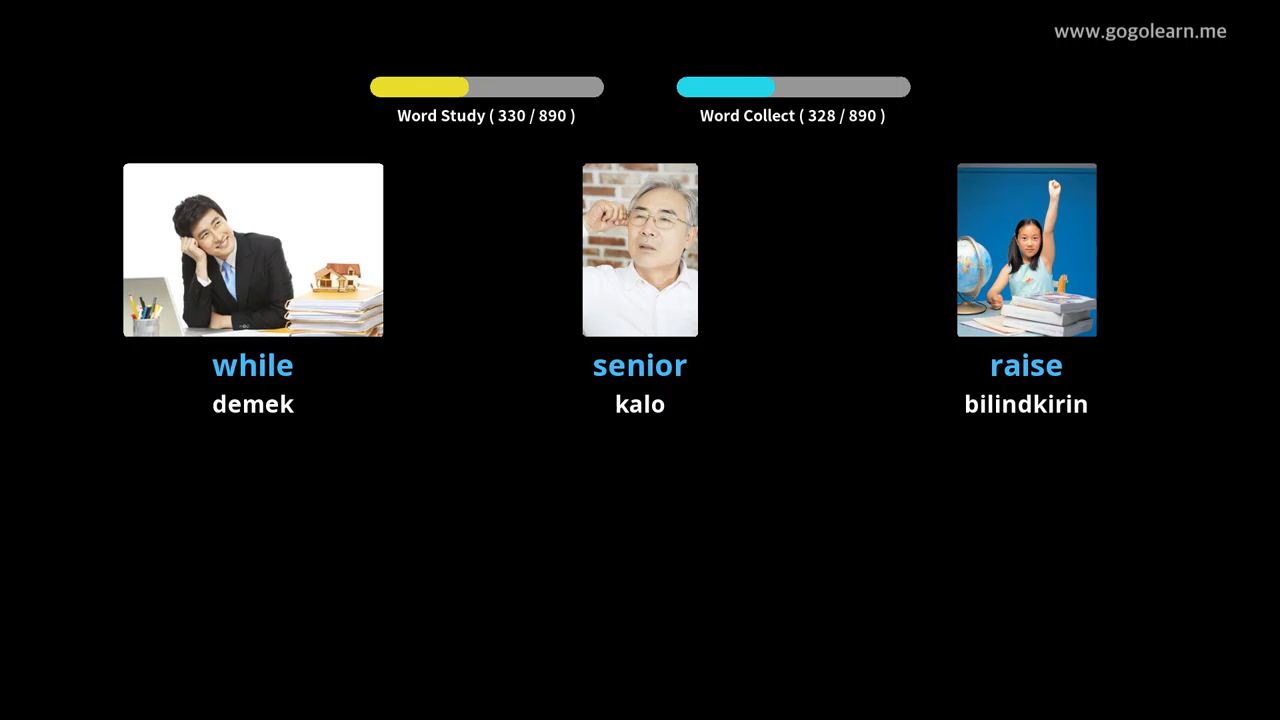 www.gogolearn.me
Word Study ( 330 / 890 )
Word Collect ( 328 / 890 )
while
demek
senior
kalo
raise
bilindkirin